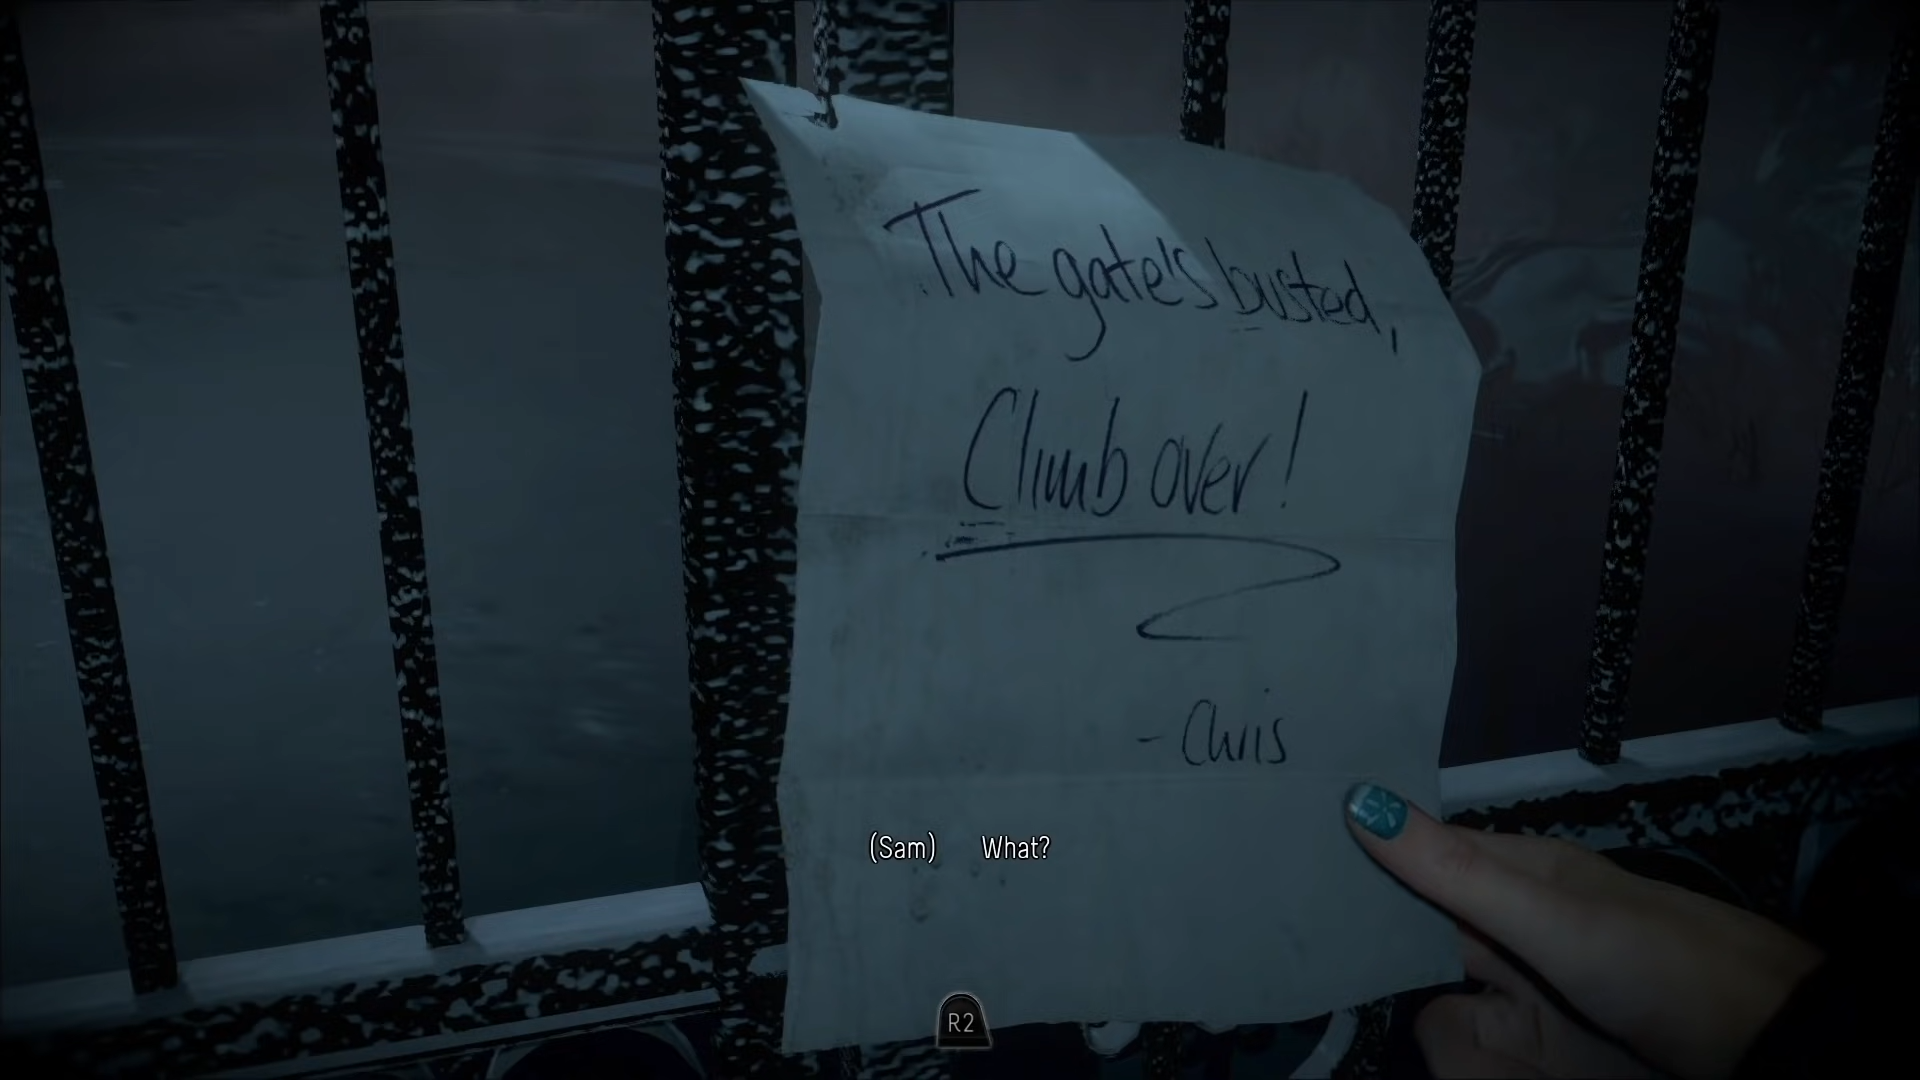 The gate's busted,
Climb over!
- Chris
(Sam) What?
R2